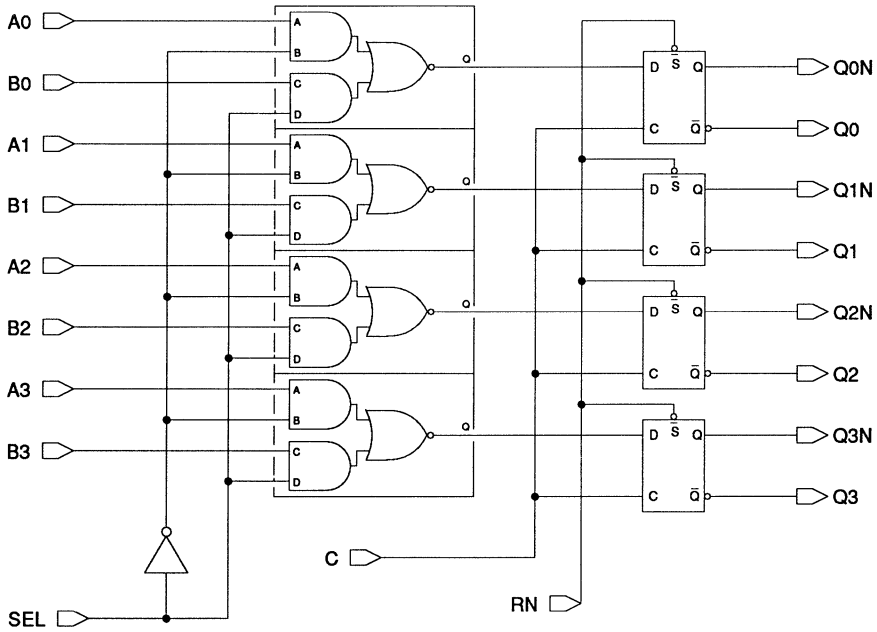 A0
A
B
Q
D S̅ Q
Q0N
B0
C
D
C Q̅
Q0
A1
A
B
Q
D S̅ Q
Q1N
B1
C
D
C Q̅
Q1
A2
A
B
Q
D S̅ Q
Q2N
B2
C
D
C Q̅
Q2
A3
A
B
Q
D S̅ Q
Q3N
B3
C
D
C Q̅
Q3
C
RN
SEL